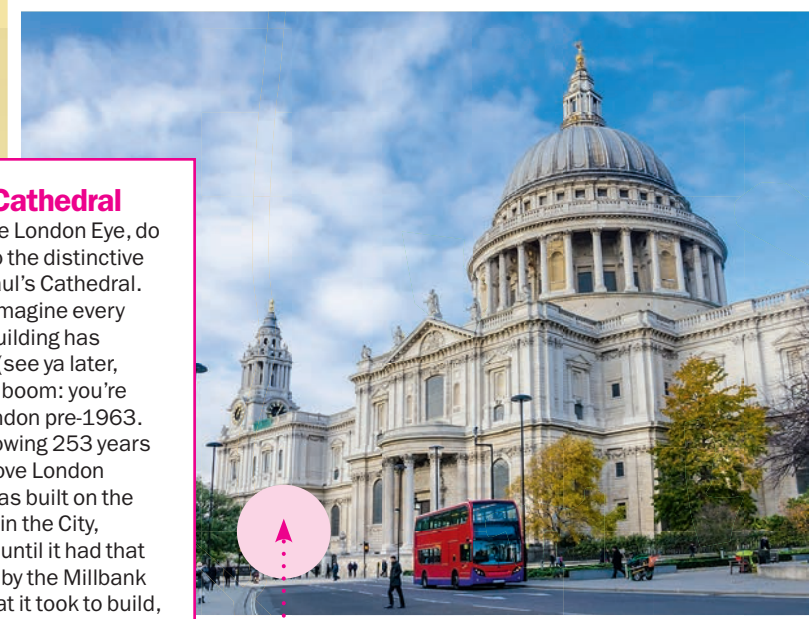 Cathedral
e London Eye, do
the distinctive
ul's Cathedral.
magine every
uilding has
(see ya later,
boom: you're
ndon pre-1963.
owing 253 years
ove London
as built on the
in the City,
until it had that
by the Millbank
at it took to build,